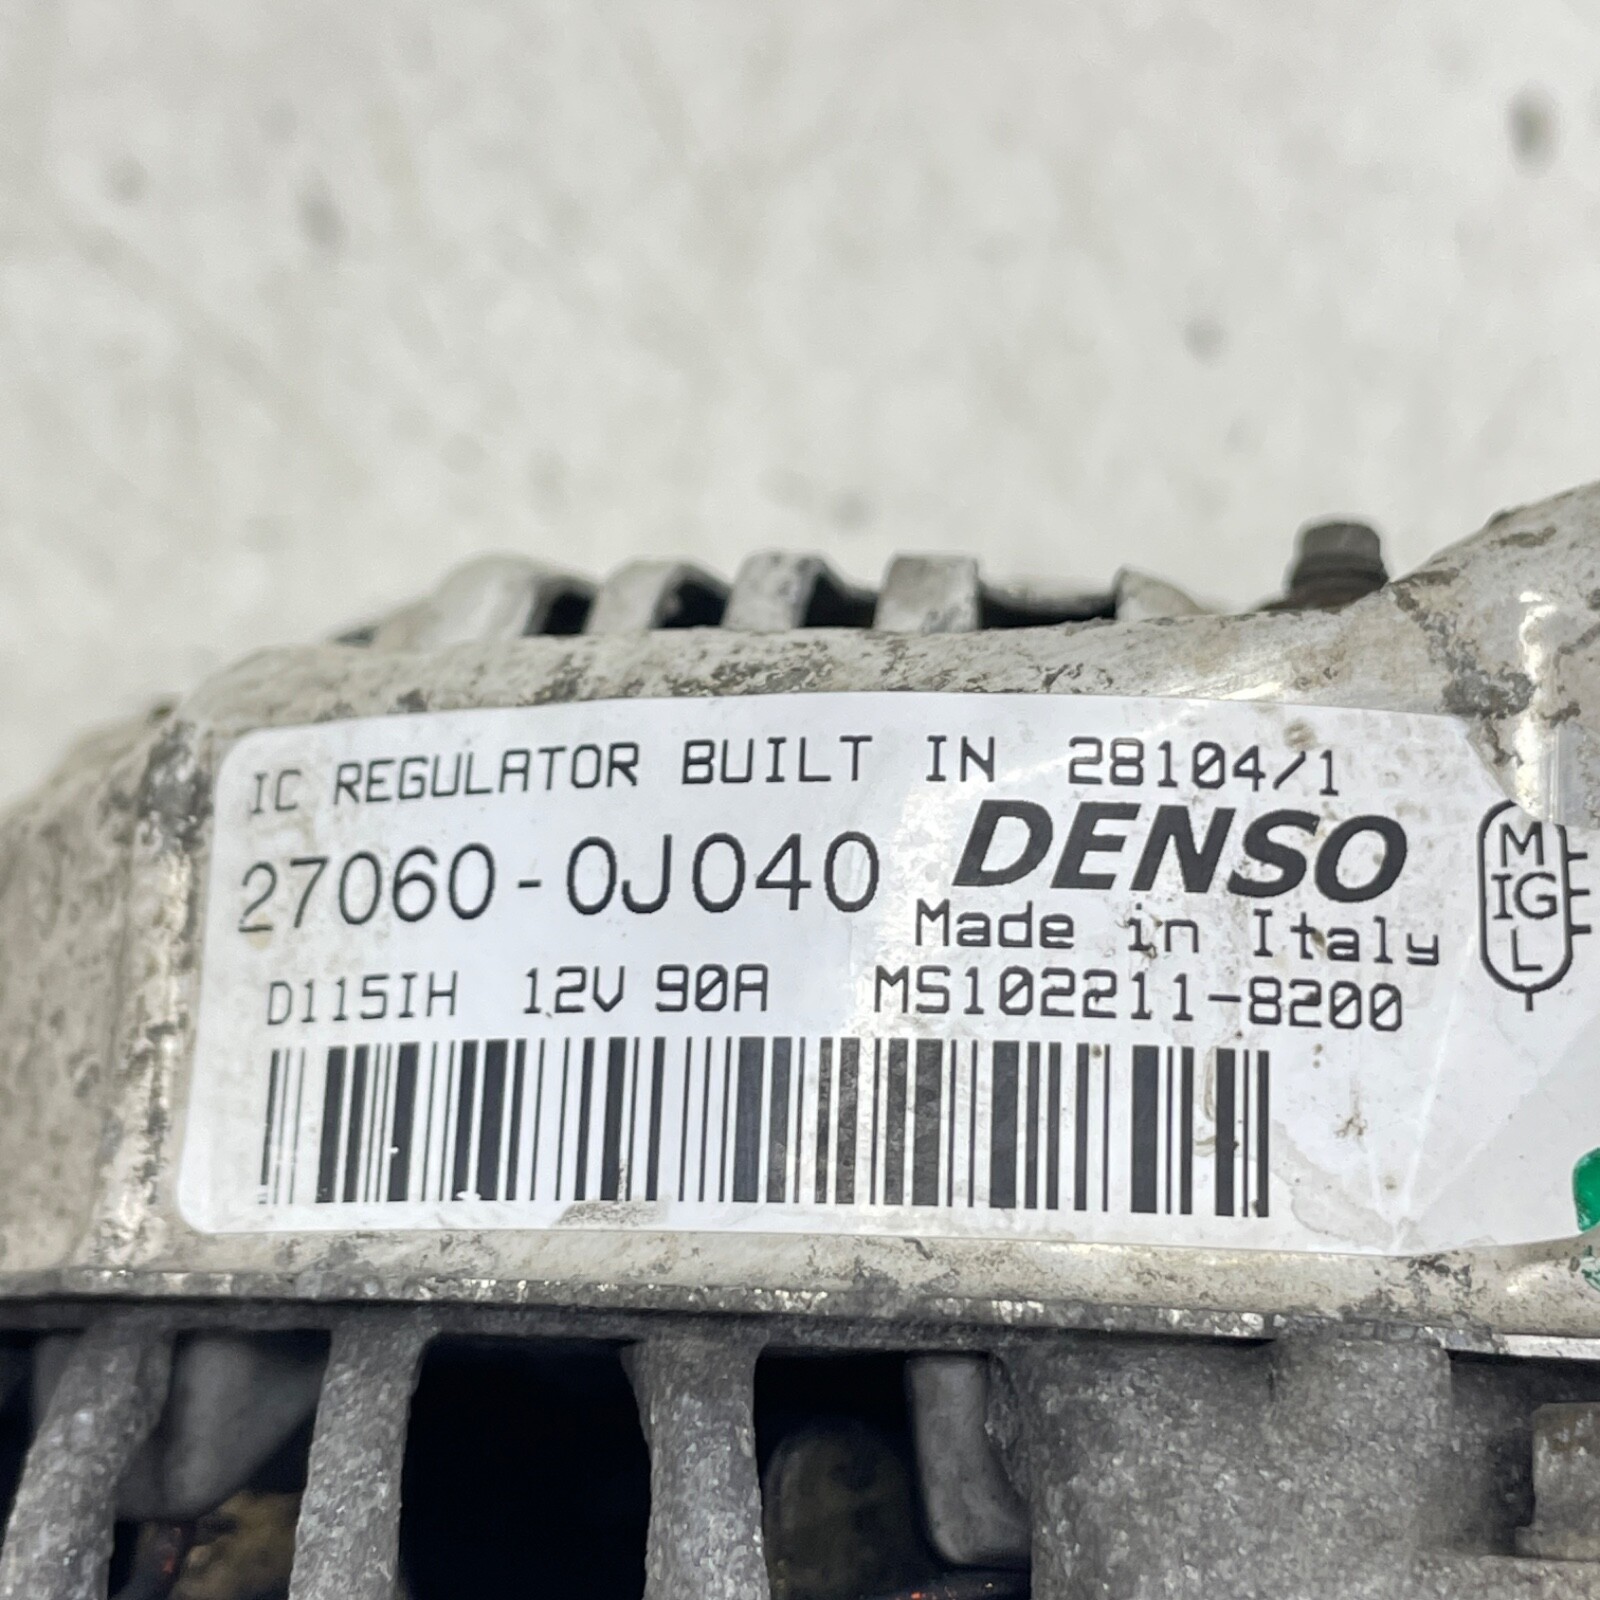 IC REGULATOR BUILT IN 28104/1
27060-0J040 DENSO
Made in Italy
D115IH 12V 90A MS102211-8200
M
IG
L